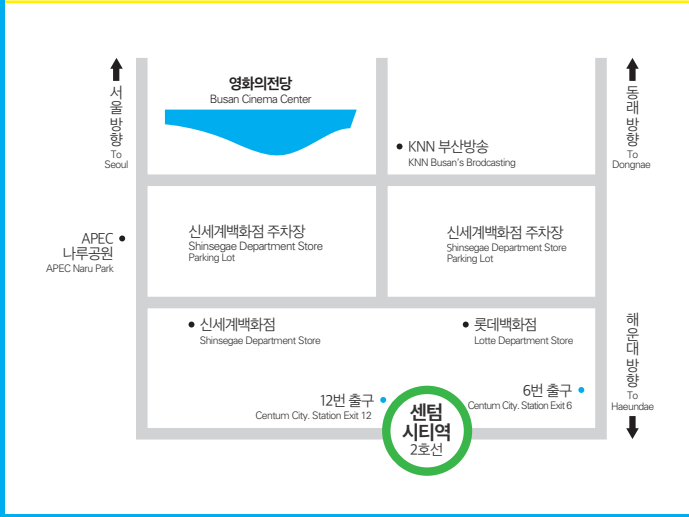 서울방향
To
Seoul
영화의전당
Busan Cinema Center
동래방향
To
Dongnae
KNN 부산방송
KNN Busan's Brodcasting
APEC
나루공원
APEC Naru Park
신세계백화점 주차장
Shinsegae Department Store
Parking Lot
신세계백화점 주차장
Shinsegae Department Store
Parking Lot
신세계백화점
Shinsegae Department Store
롯데백화점
Lotte Department Store
해운대방향
To
Haeundae
12번 출구
Centum City. Station Exit 12
6번 출구
Centum City. Station Exit 6
센텀
시티역
2호선